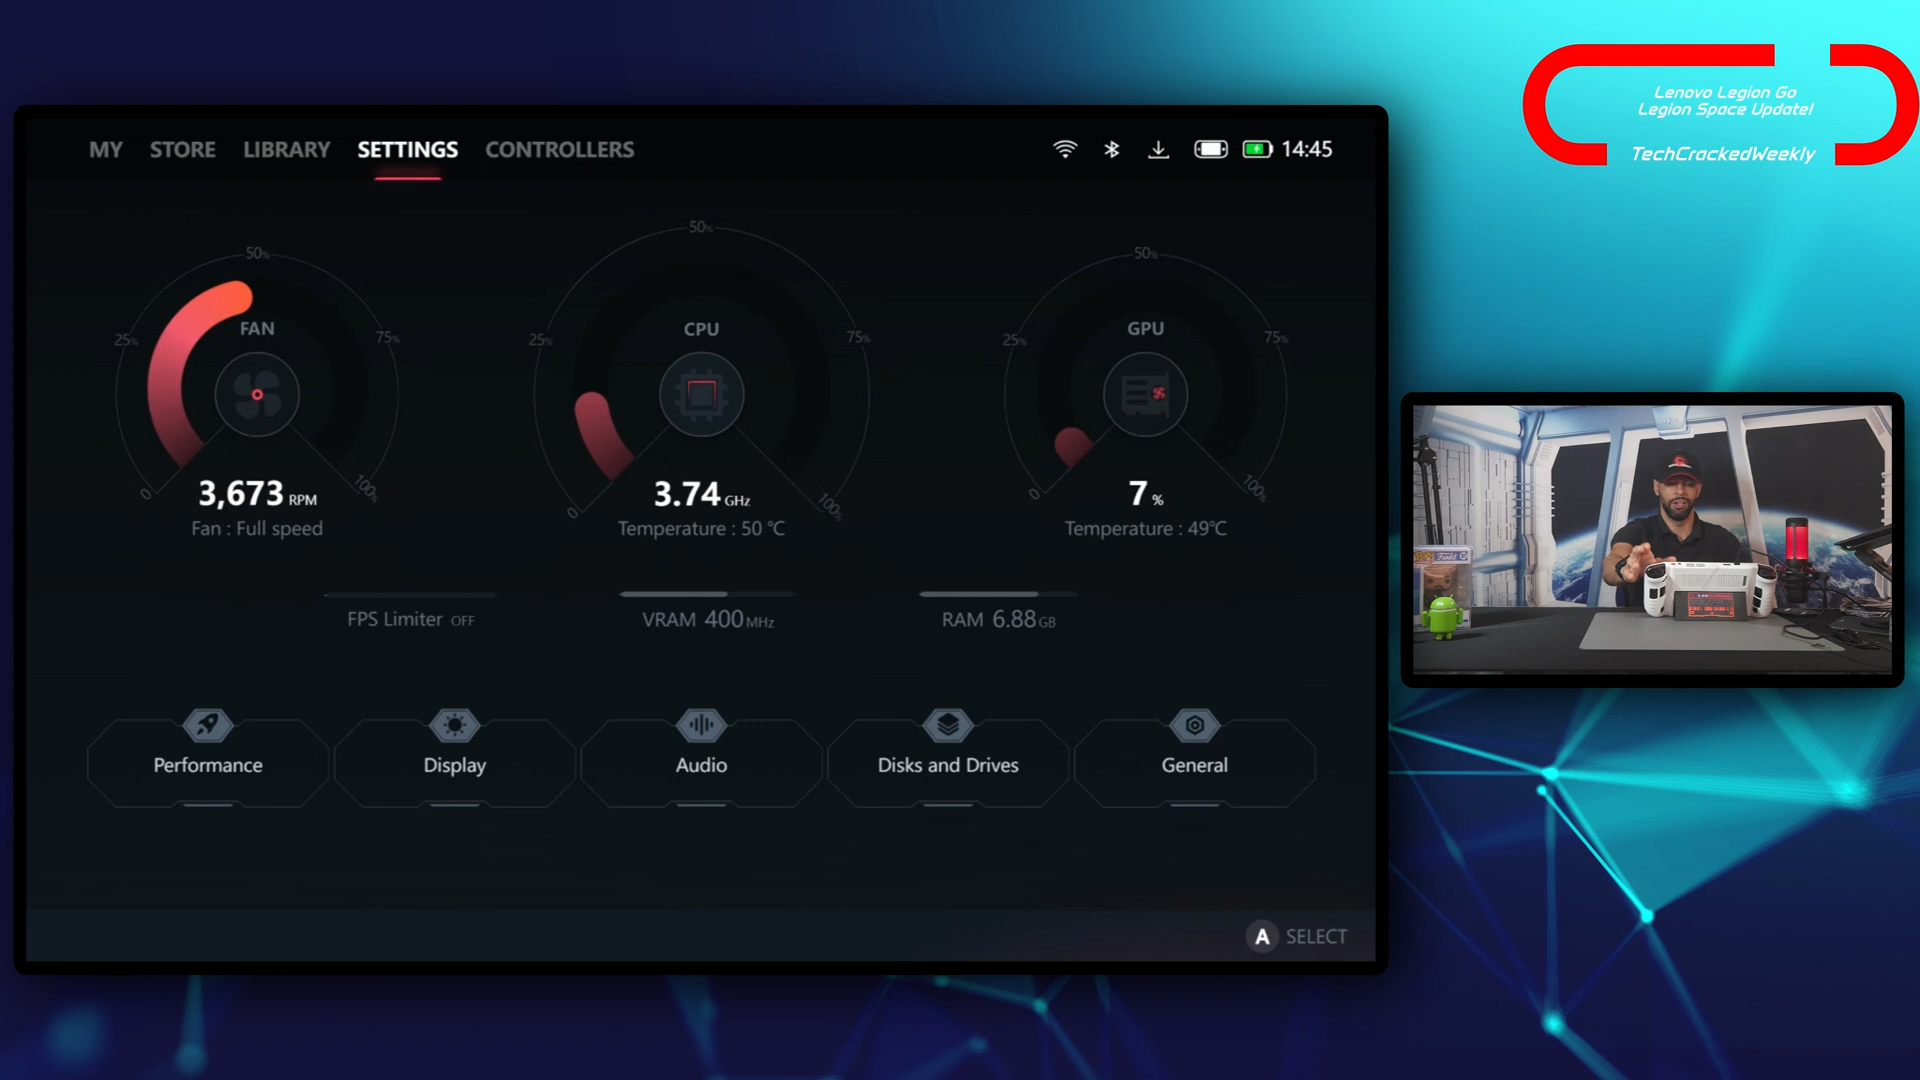 Lenovo Legion Go
Legion Space Update!
TechCrackedWeekly
MY STORE LIBRARY SETTINGS CONTROLLERS 14:45
50%
25%
75%
FAN
0
100%
3,673 RPM
Fan : Full speed
50%
25%
75%
CPU
0
100%
3.74 GHz
Temperature : 50 ℃
50%
25%
75%
GPU
0
100%
7 %
Temperature : 49℃
FPS Limiter OFF
VRAM 400 MHz
RAM 6.88 GB
Performance
Display
Audio
Disks and Drives
General
A SELECT